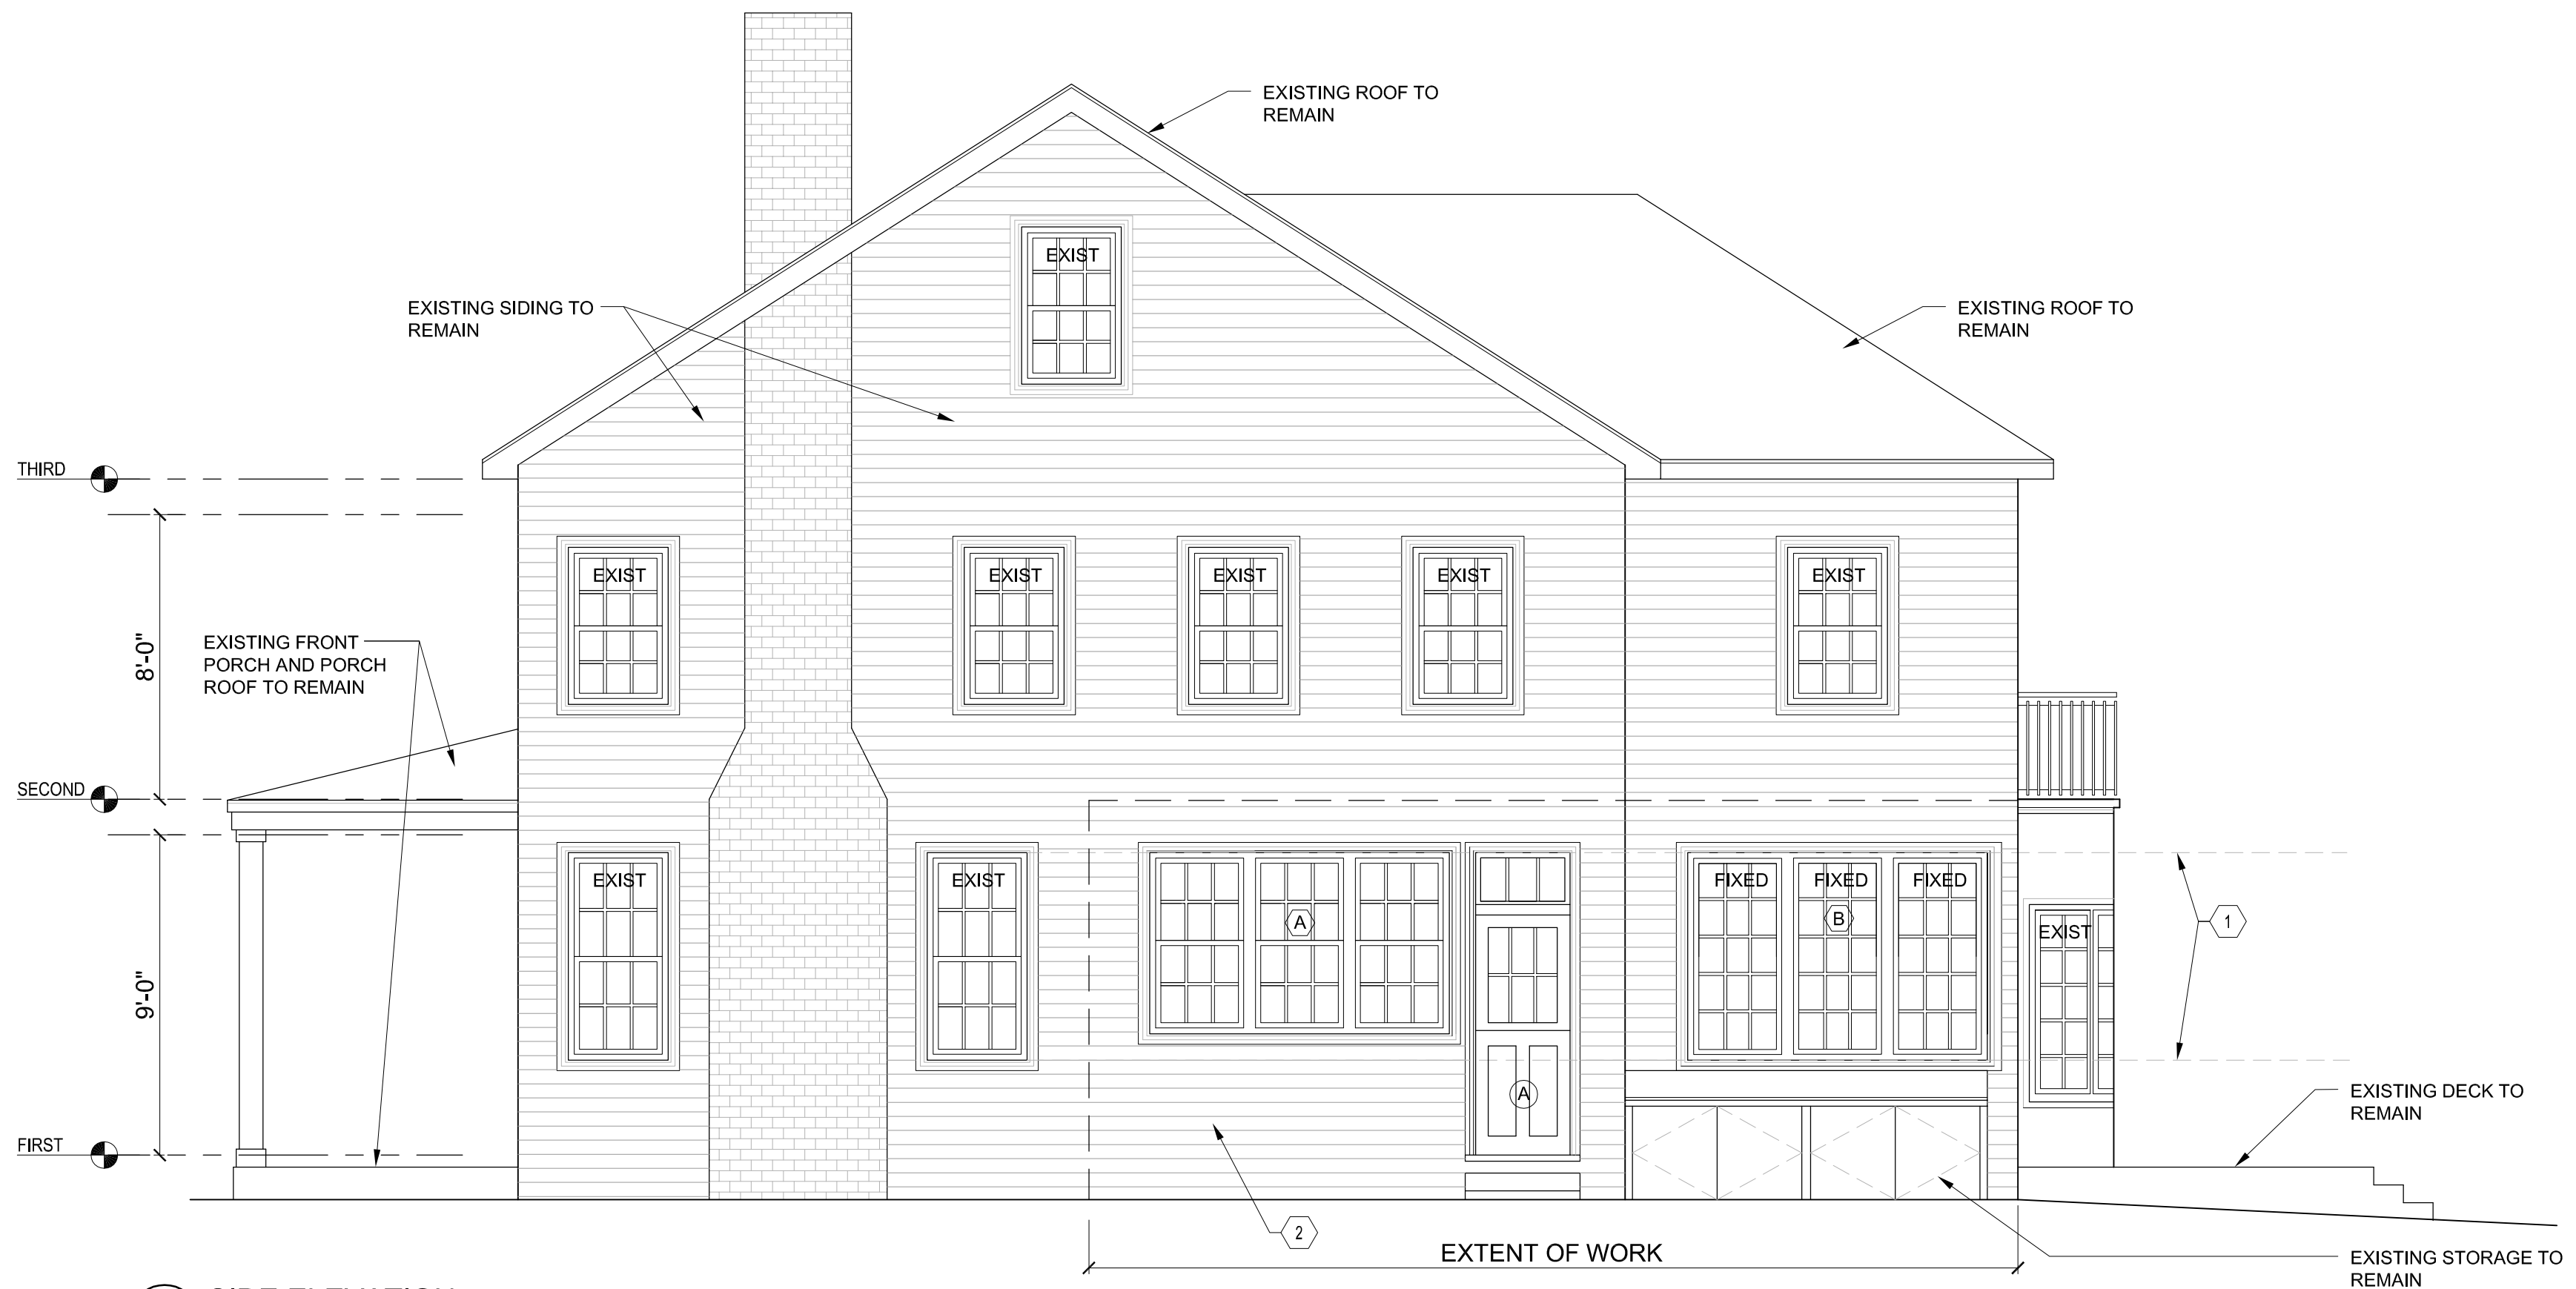 EXISTING ROOF TO
REMAIN
EXIST
EXISTING SIDING TO
REMAIN
EXISTING ROOF TO
REMAIN
THIRD
8'-0"
EXIST
EXIST
EXIST
EXIST
EXIST
EXISTING FRONT
PORCH AND PORCH
ROOF TO REMAIN
SECOND
9'-0"
EXIST
EXIST
A
A
FIXED
FIXED
FIXED
B
EXIST
1
EXISTING DECK TO
REMAIN
FIRST
2
EXTENT OF WORK
EXISTING STORAGE TO
REMAIN
SIDE ELEVATION